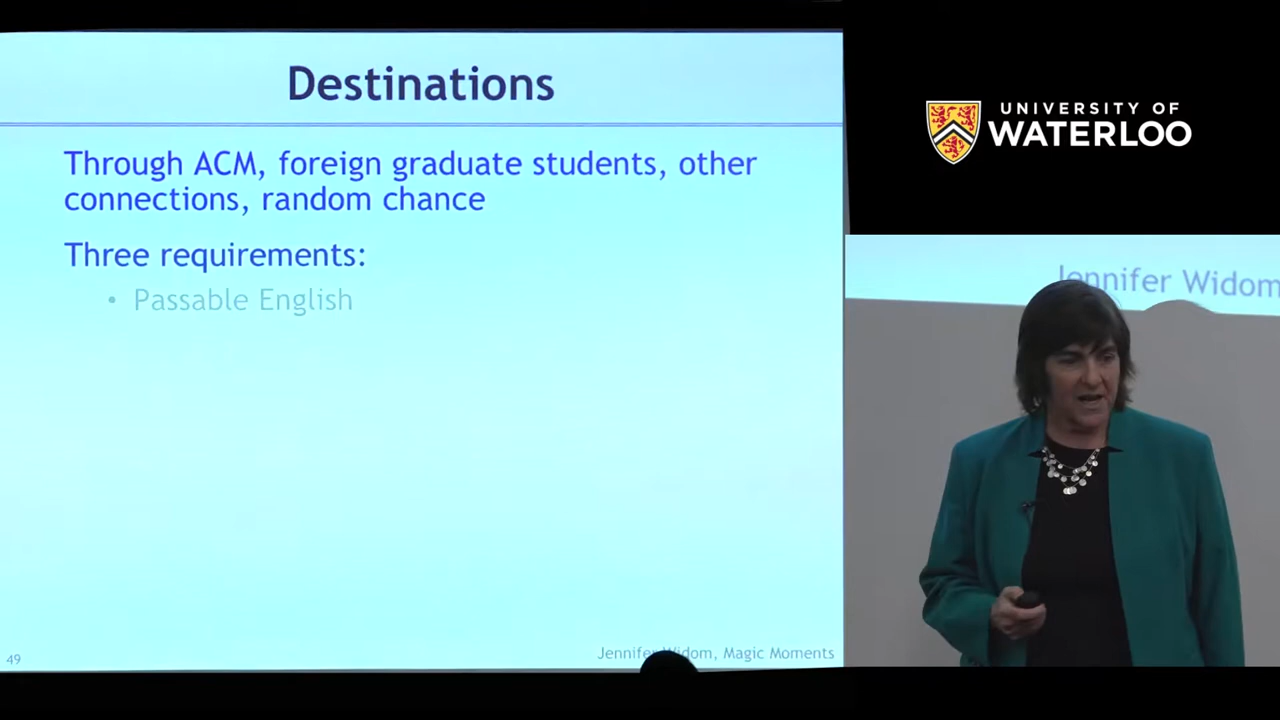 Destinations
Through ACM, foreign graduate students, other
connections, random chance
Three requirements:
• Passable English
49
Jennifer Widom, Magic Moments
UNIVERSITY OF
WATERLOO
Jennifer Widom